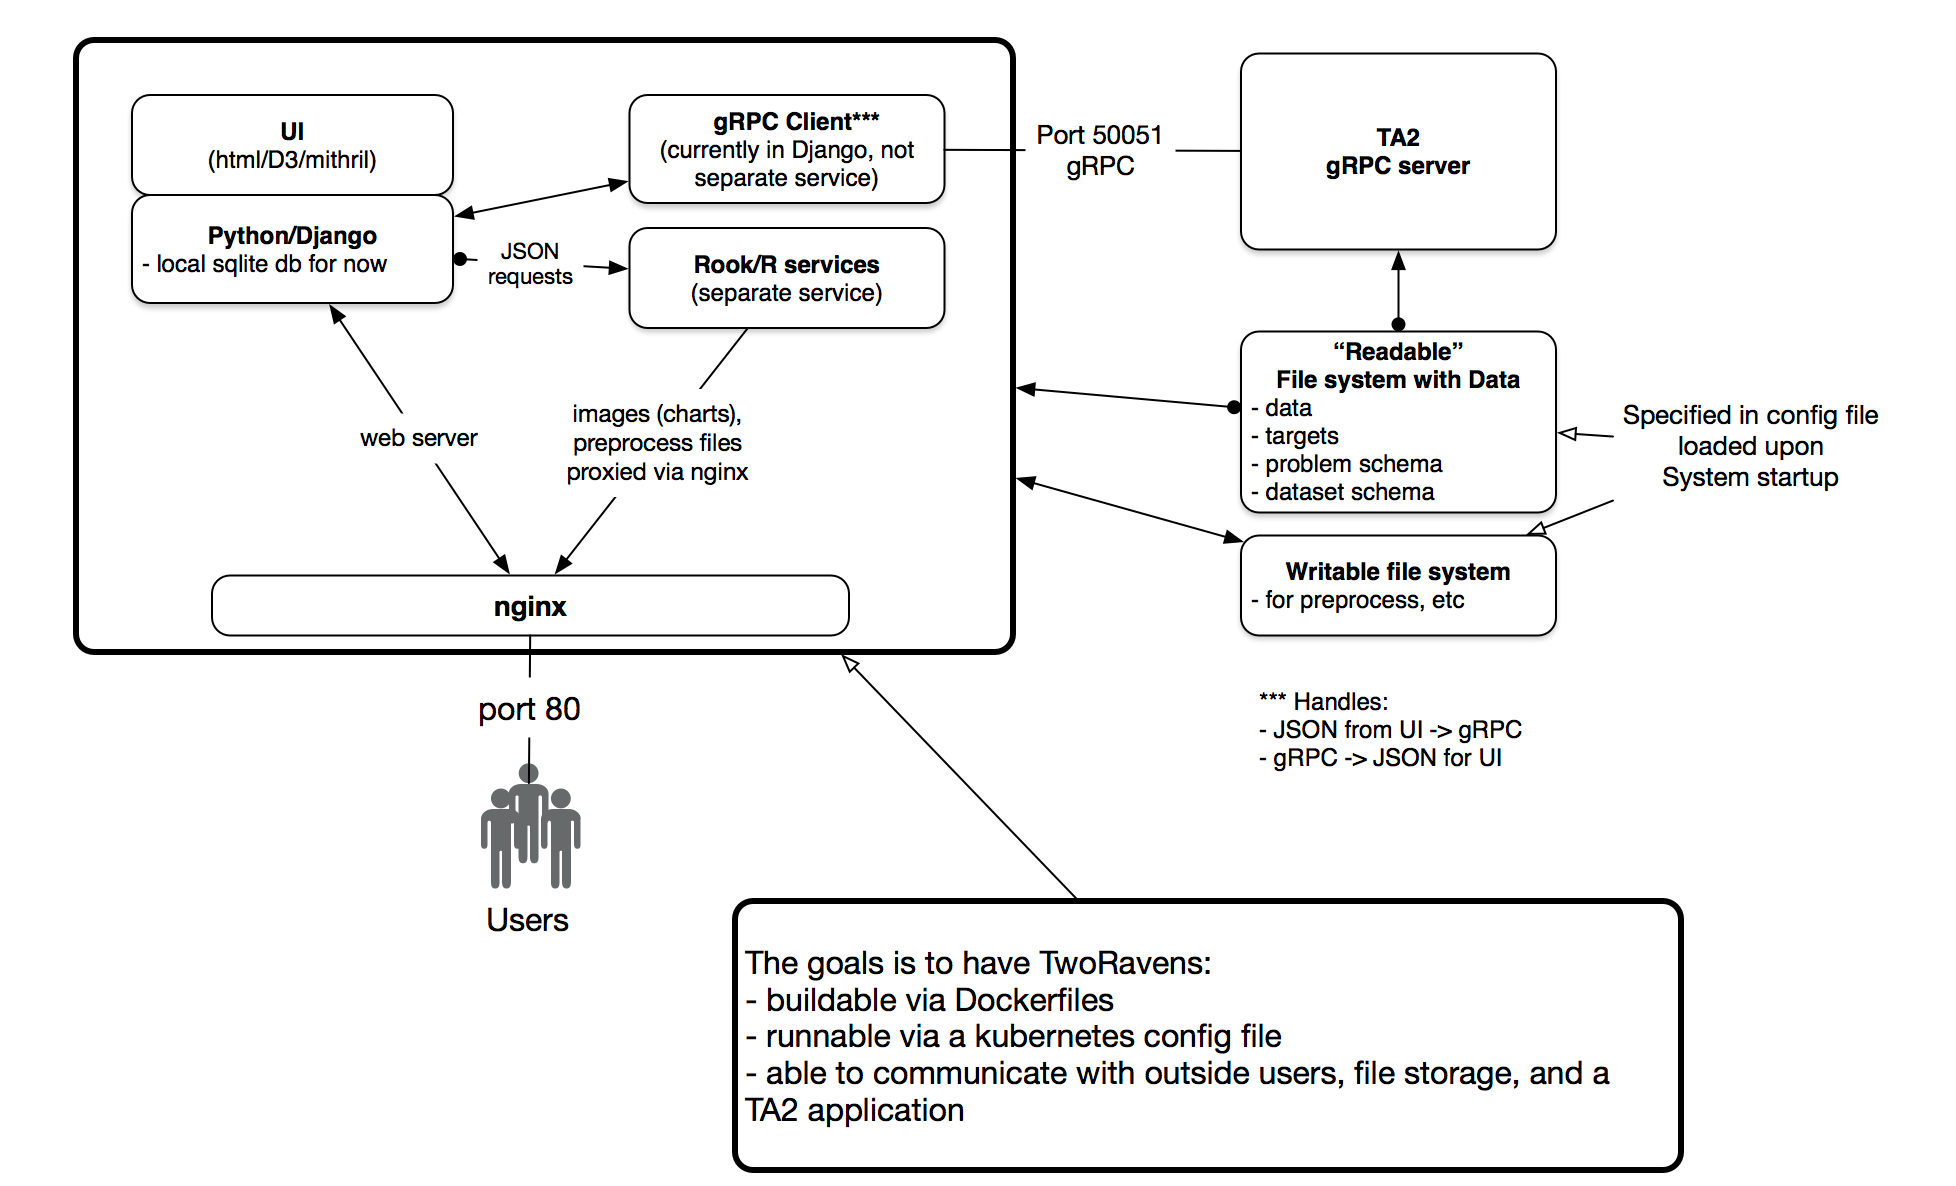 UI
(html/D3/mithril)
Python/Django
- local sqlite db for now
gRPC Client***
(currently in Django, not
separate service)
JSON
requests
Rook/R services
(separate service)
Port 50051
gRPC
TA2
gRPC server
web server
images (charts),
preprocess files
proxied via nginx
nginx
“Readable”
File system with Data
- data
- targets
- problem schema
- dataset schema
Specified in config file
loaded upon
System startup
Writable file system
- for preprocess, etc
port 80
Users
*** Handles:
- JSON from UI -> gRPC
- gRPC -> JSON for UI
The goals is to have TwoRavens:
- buildable via Dockerfiles
- runnable via a kubernetes config file
- able to communicate with outside users, file storage, and a
TA2 application